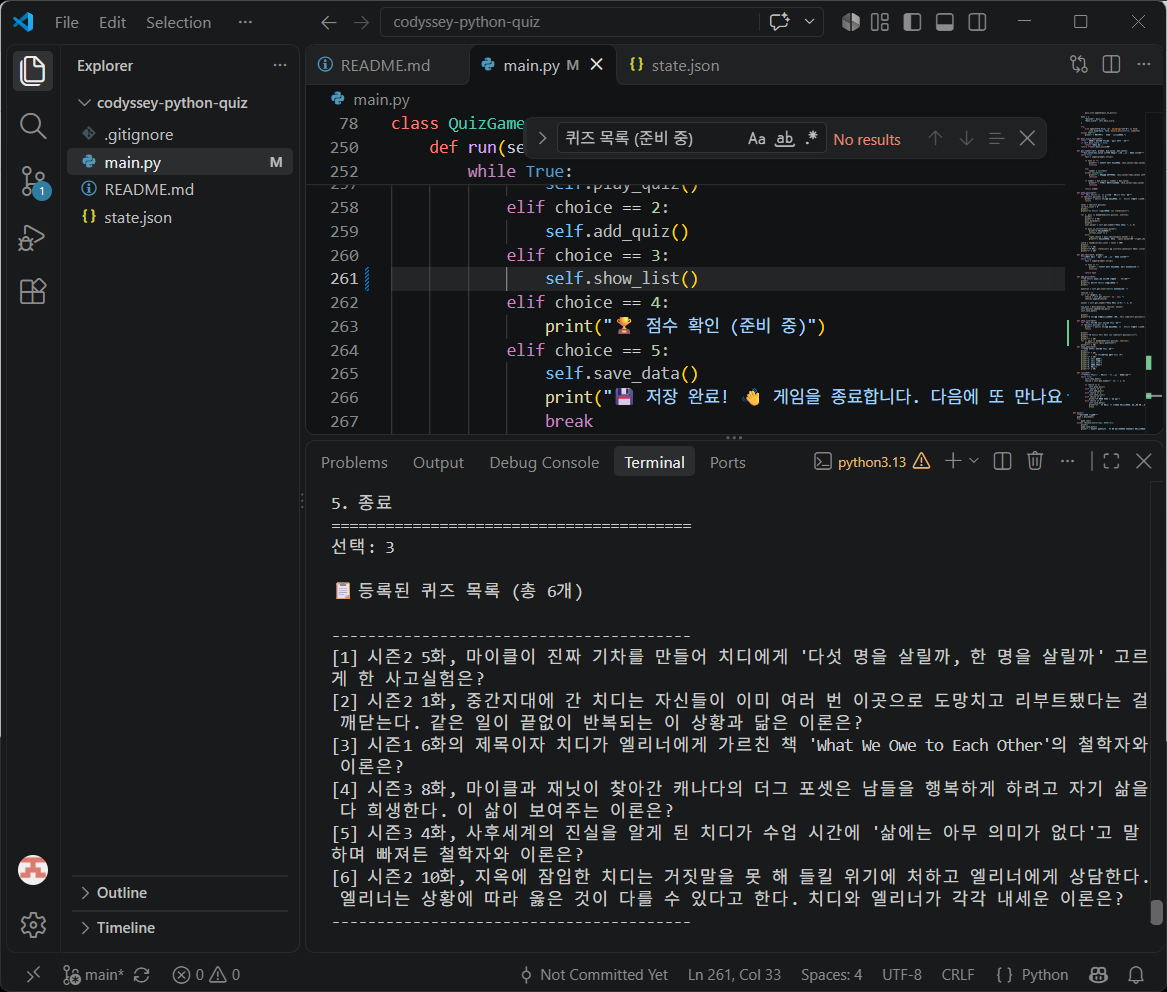 File Edit Selection ··· codyssey-python-quiz
Explorer ···
codyssey-python-quiz
.gitignore
main.py M
README.md
state.json
Outline
Timeline
README.md main.py M state.json ···
main.py
퀴즈 목록 (준비 중) Aa ab .* No results
78 class QuizGame
250 def run(se
252 while True:
257 self.play_quiz()
258 elif choice == 2:
259 self.add_quiz()
260 elif choice == 3:
261 self.show_list()
262 elif choice == 4:
263 print("🏆 점수 확인 (준비 중)")
264 elif choice == 5:
265 self.save_data()
266 print("💾 저장 완료! 👋 게임을 종료합니다. 다음에 또 만나요
267 break
Problems Output Debug Console Terminal Ports python3.13 ···
5. 종료
========================================
선택: 3
📋 등록된 퀴즈 목록 (총 6개)
----------------------------------------
[1] 시즌2 5화, 마이클이 진짜 기차를 만들어 치디에게 '다섯 명을 살릴까, 한 명을 살릴까' 고르
게 한 사고실험은?
[2] 시즌2 1화, 중간지대에 간 치디는 자신들이 이미 여러 번 이곳으로 도망치고 리부트됐다는 걸
깨닫는다. 같은 일이 끝없이 반복되는 이 상황과 닮은 이론은?
[3] 시즌1 6화의 제목이자 치디가 엘리너에게 가르친 책 'What We Owe to Each Other'의 철학자와
이론은?
[4] 시즌3 8화, 마이클과 재닛이 찾아간 캐나다의 더그 포셋은 남들을 행복하게 하려고 자기 삶을
다 희생한다. 이 삶이 보여주는 이론은?
[5] 시즌3 4화, 사후세계의 진실을 알게 된 치디가 수업 시간에 '삶에는 아무 의미가 없다'고 말
하며 빠져든 철학자와 이론은?
[6] 시즌2 10화, 지옥에 잠입한 치디는 거짓말을 못 해 들킬 위기에 처하고 엘리너에게 상담한다.
엘리너는 상황에 따라 옳은 것이 다를 수 있다고 한다. 치디와 엘리너가 각각 내세운 이론은?
----------------------------------------
1
main* 0 0 Not Committed Yet Ln 261, Col 33 Spaces: 4 UTF-8 CRLF {} Python